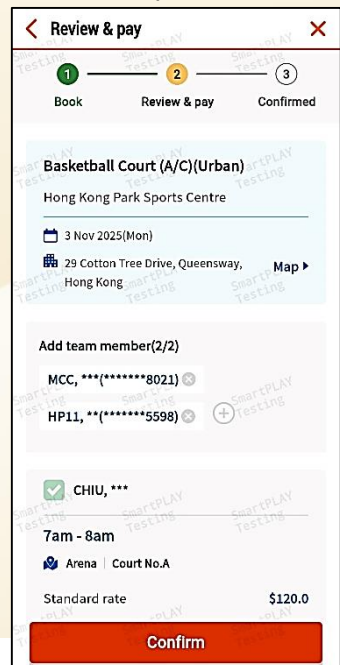 Review & pay
1
2
3
Book
Review & pay
Confirmed
Basketball Court (A/C)(Urban)
Hong Kong Park Sports Centre
3 Nov 2025(Mon)
29 Cotton Tree Drive, Queensway,
Hong Kong
Map
Add team member(2/2)
MCC, ***(*******8021)
HP11, **(*******5598)
CHIU, ***
7am - 8am
Arena | Court No.A
Standard rate
$120.0
Confirm
SmartPLAY
Testing